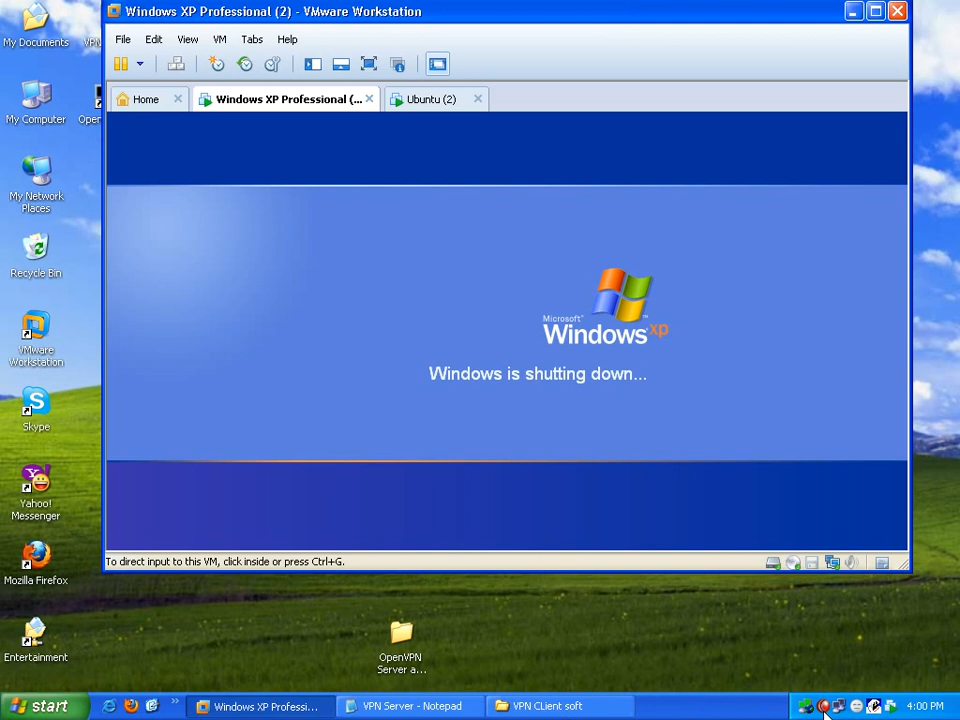 Windows XP Professional (2) - VMware Workstation
File Edit View VM Tabs Help
Home
Windows XP Professional (...
Ubuntu (2)
My Documents
VPN
My Computer
Open
My Network
Places
Recycle Bin
VMware
Workstation
Skype
Yahoo!
Messenger
Mozilla Firefox
Entertainment
Microsoft®
Windows xp
Windows is shutting down...
To direct input to this VM, click inside or press Ctrl+G.
OpenVPN
Server a...
start
Windows XP Professi...
VPN Server - Notepad
VPN CLient soft
4:00 PM